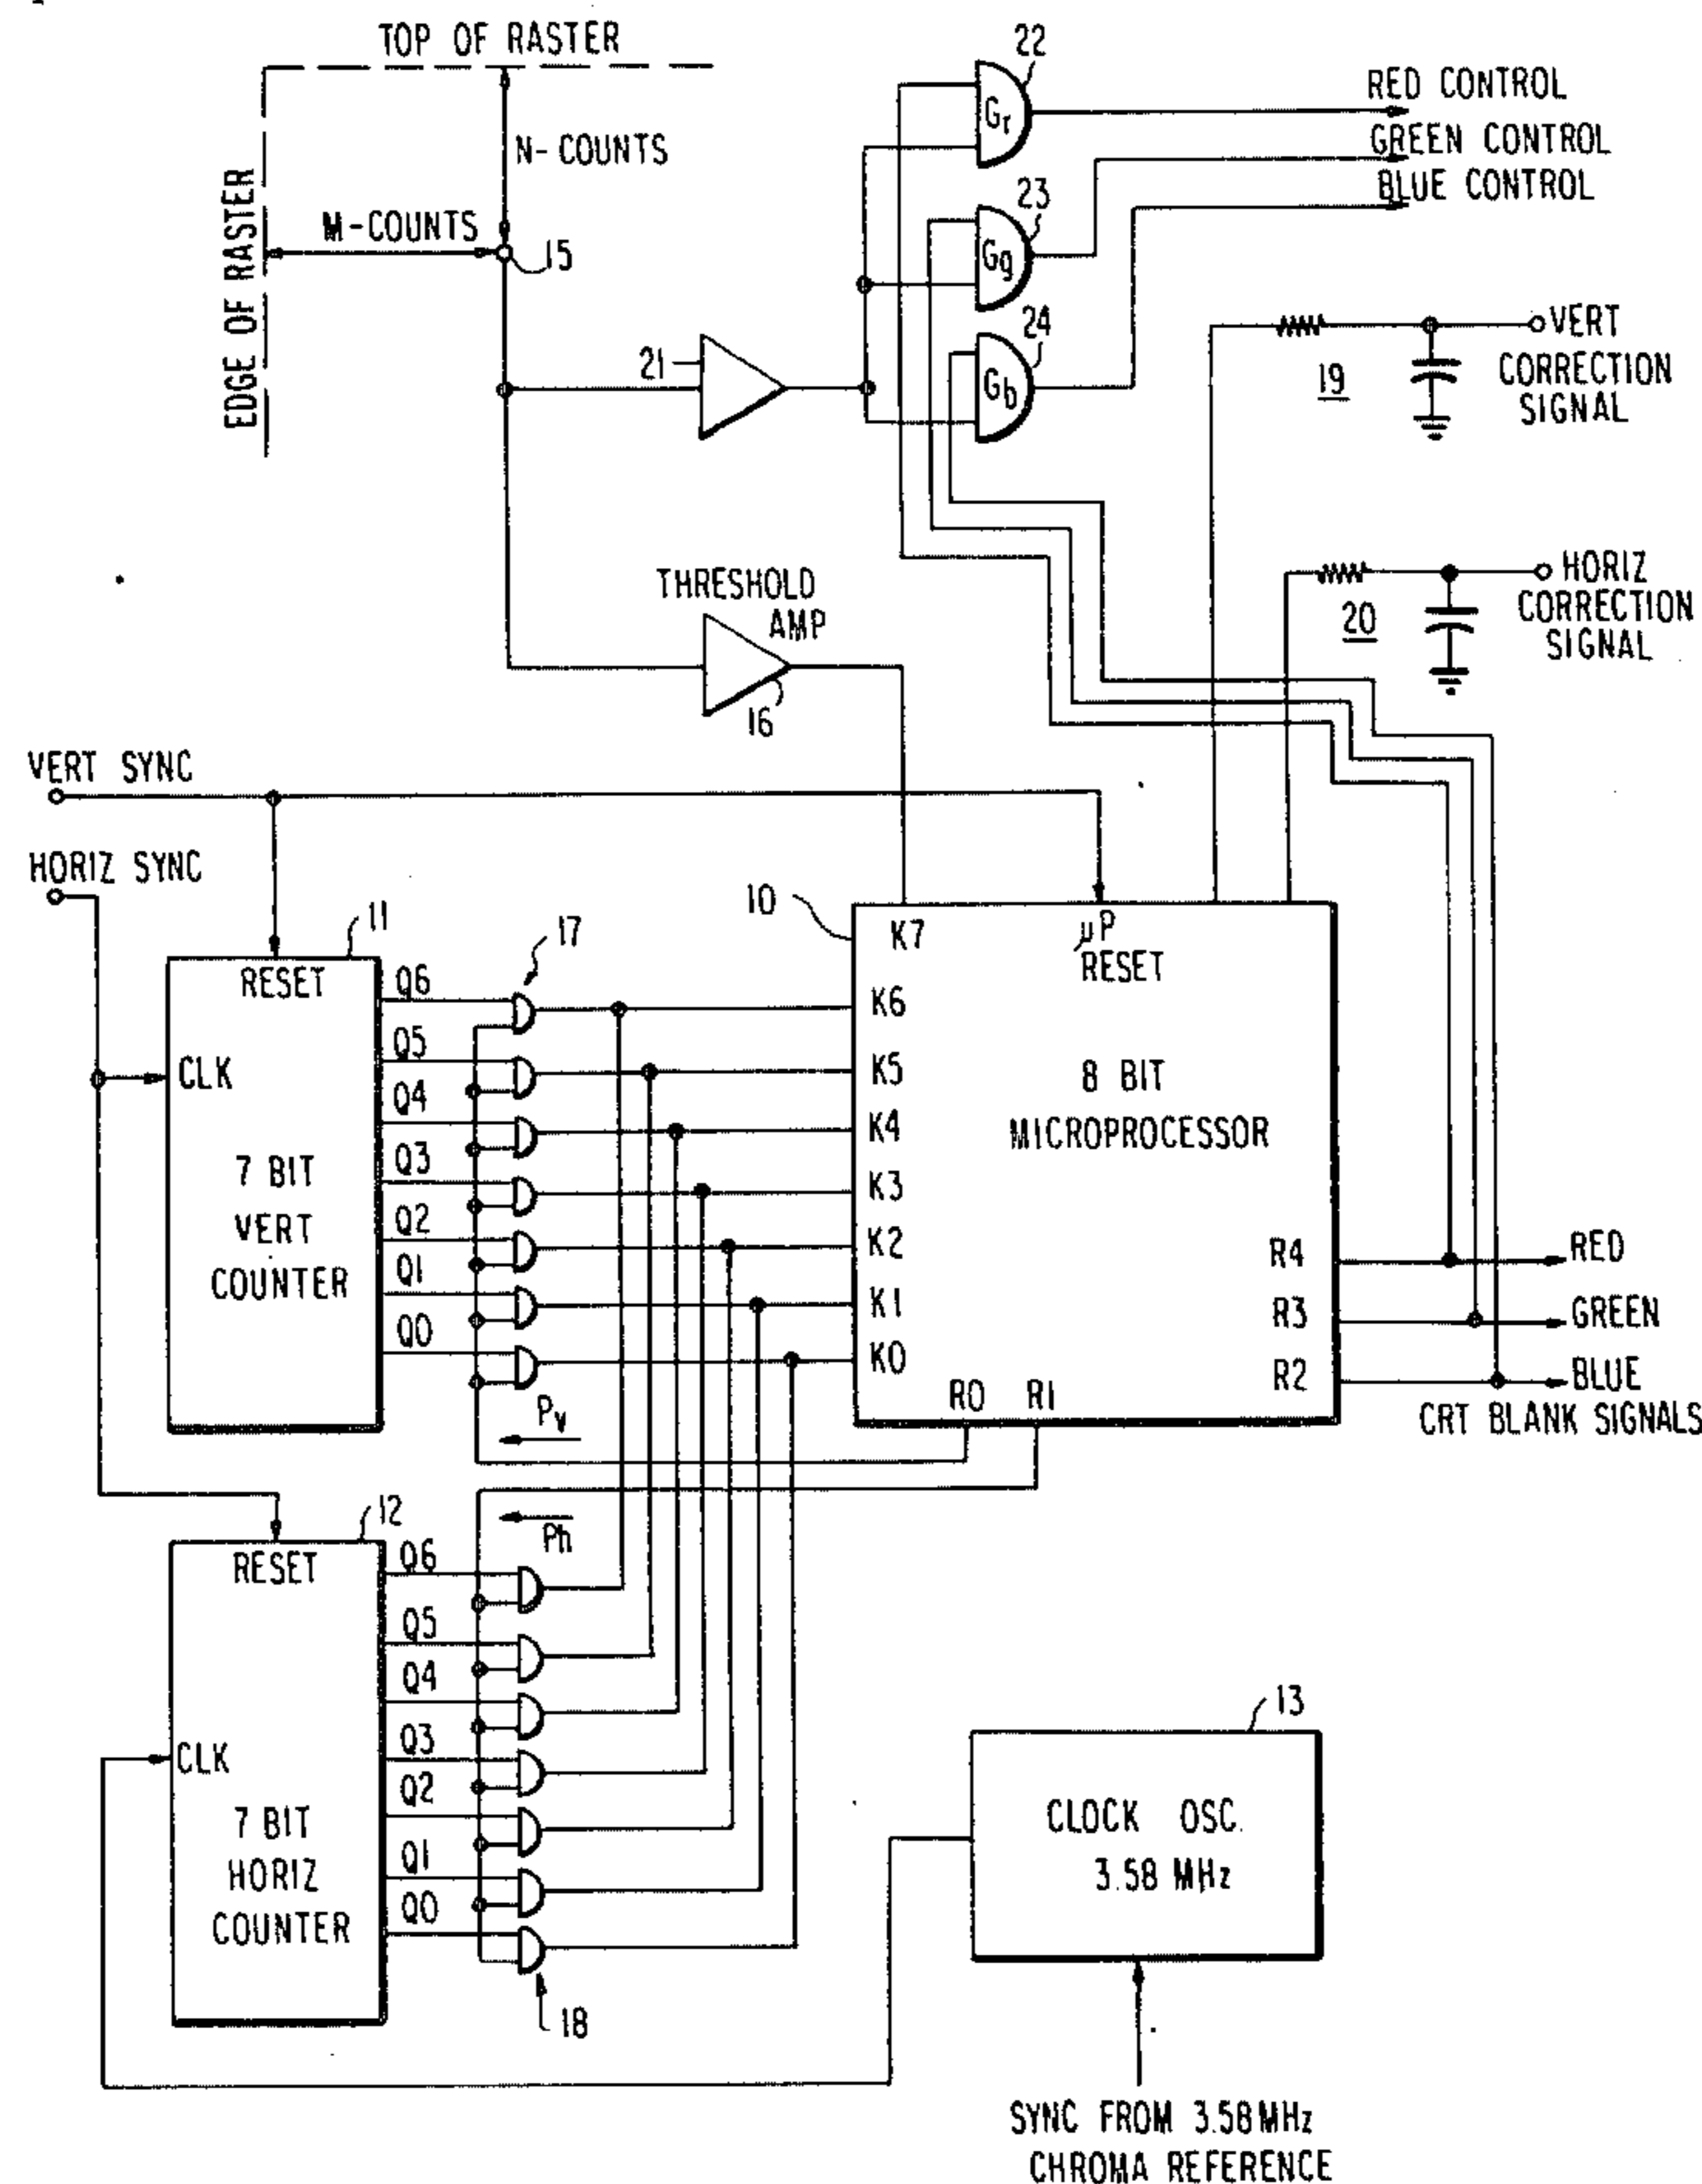 TOP OF RASTER
22
RED CONTROL
Gr
N-COUNTS
GREEN CONTROL
BLUE CONTROL
EDGE OF RASTER
M-COUNTS
15
23
Gg
24
21
Gb
VERT
CORRECTION
SIGNAL
19
THRESHOLD
AMP
16
HORIZ
CORRECTION
SIGNAL
20
VERT SYNC
HORIZ SYNC
11
17
10
RESET
Q6
K7
μP
RESET
K6
Q5
CLK
K5
8 BIT
MICROPROCESSOR
Q4
K4
7 BIT
VERT
COUNTER
Q3
K3
Q2
K2
Q1
K1
Q0
K0
R4
RED
R3
GREEN
R2
BLUE
CRT BLANK SIGNALS
R0
R1
Pv
Ph
12
RESET
Q6
Q5
Q4
Q3
CLK
Q2
7 BIT
HORIZ
COUNTER
Q1
Q0
18
13
CLOCK OSC.
3.58 MHz
SYNC FROM 3.58MHz
CHROMA REFERENCE